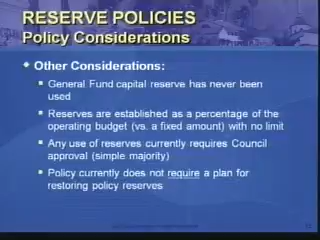 RESERVE POLICIES
Policy Considerations
Other Considerations:
General Fund capital reserve has never been
used
Reserves are established as a percentage of the
operating budget (vs. a fixed amount) with no limit
Any use of reserves currently requires Council
approval (simple majority)
Policy currently does not require a plan for
restoring policy reserves